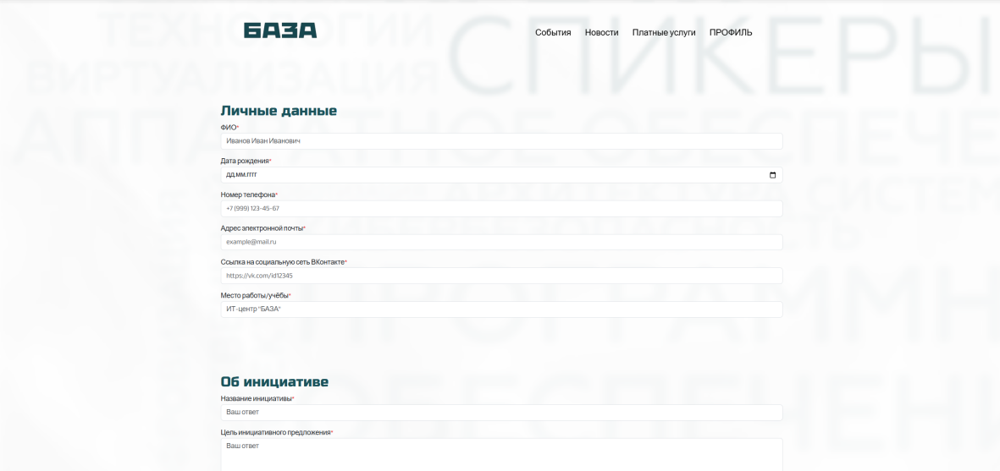 БАЗА
События Новости Платные услуги ПРОФИЛЬ
ТЕХНОЛОГИИ
ВИРТУАЛИЗАЦИЯ
СПИКЕРЫ
Личные данные
ФИО*
Иванов Иван Иванович
Дата рождения*
дд.мм.гггг
Номер телефона*
+7 (999) 123-45-67
Адрес электронной почты*
example@mail.ru
Ссылка на социальную сеть ВКонтакте*
https://vk.com/id12345
Место работы/учёбы*
ИТ-центр "БАЗА"
Об инициативе
Название инициативы*
Ваш ответ
Цель инициативного предложения*
Ваш ответ